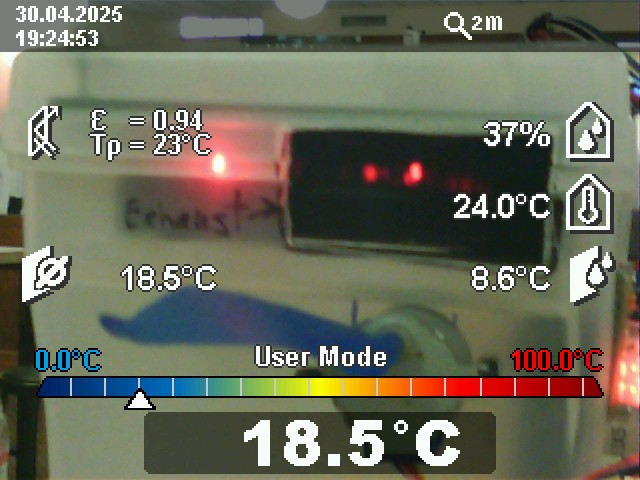 30.04.2025
19:24:53
2m
ε = 0.94
Tp = 23°C
37%
24.0°C
Exhaust→
18.5°C
8.6°C
0.0°C
User Mode
100.0°C
18.5°C